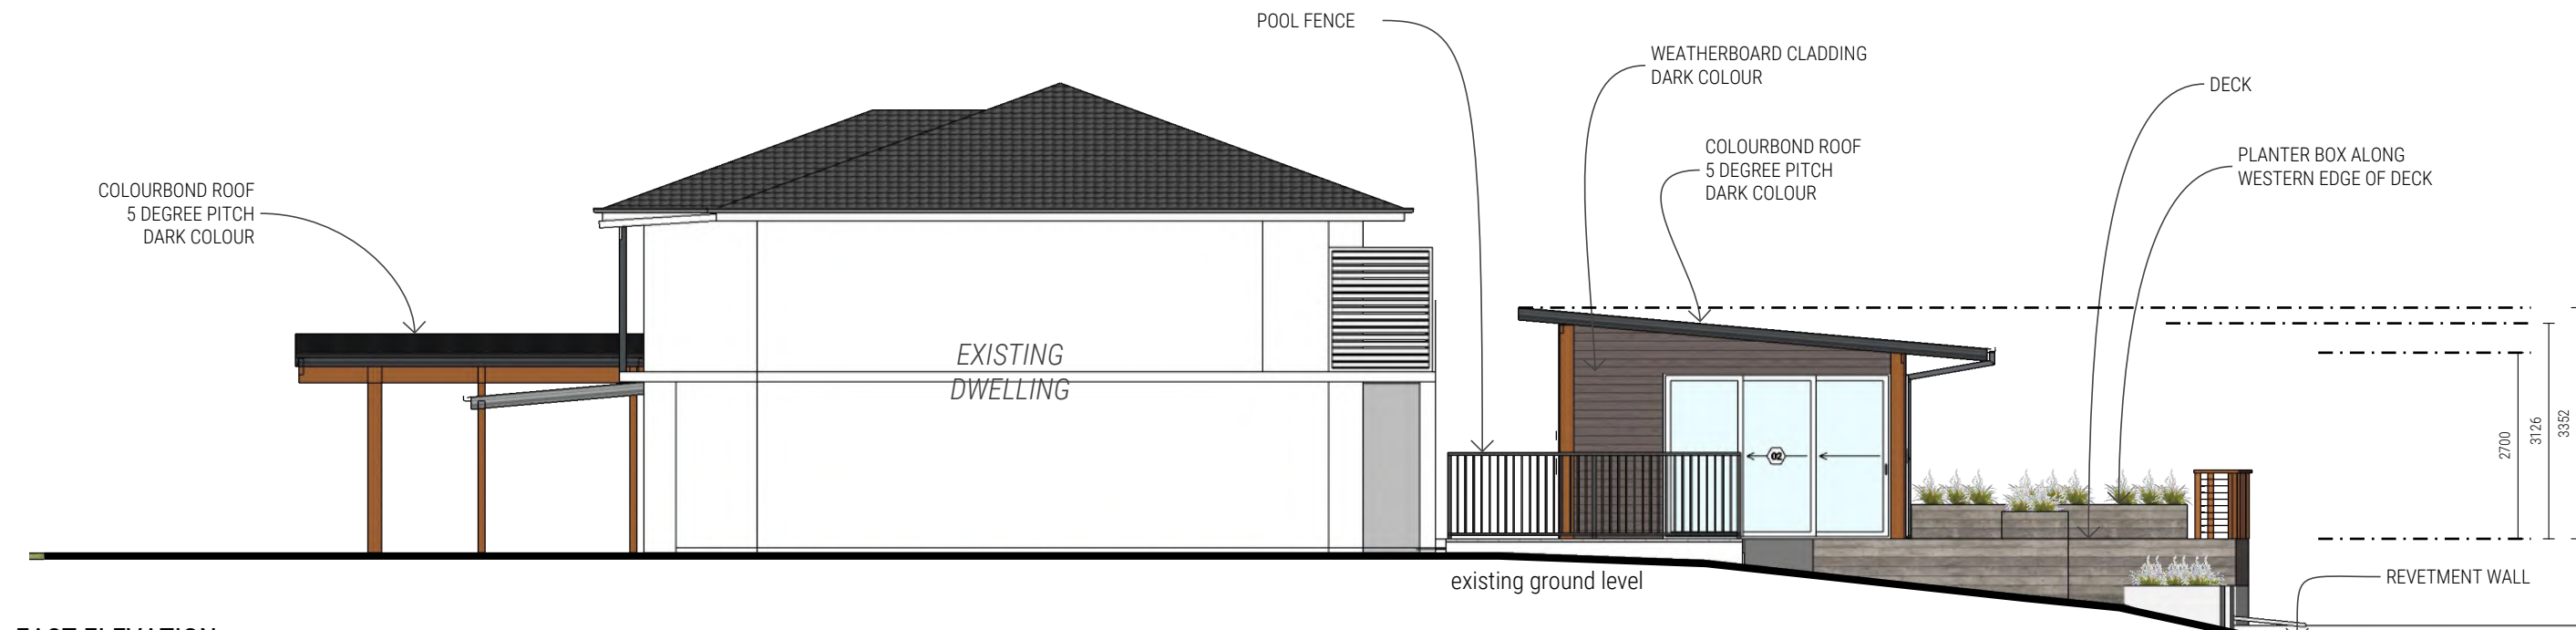 POOL FENCE
WEATHERBOARD CLADDING
DARK COLOUR
DECK
COLOURBOND ROOF
5 DEGREE PITCH
DARK COLOUR
PLANTER BOX ALONG
WESTERN EDGE OF DECK
COLOURBOND ROOF
5 DEGREE PITCH
DARK COLOUR
EXISTING
DWELLING
02
2700
3126
3352
existing ground level
REVETMENT WALL
EAST ELEVATION